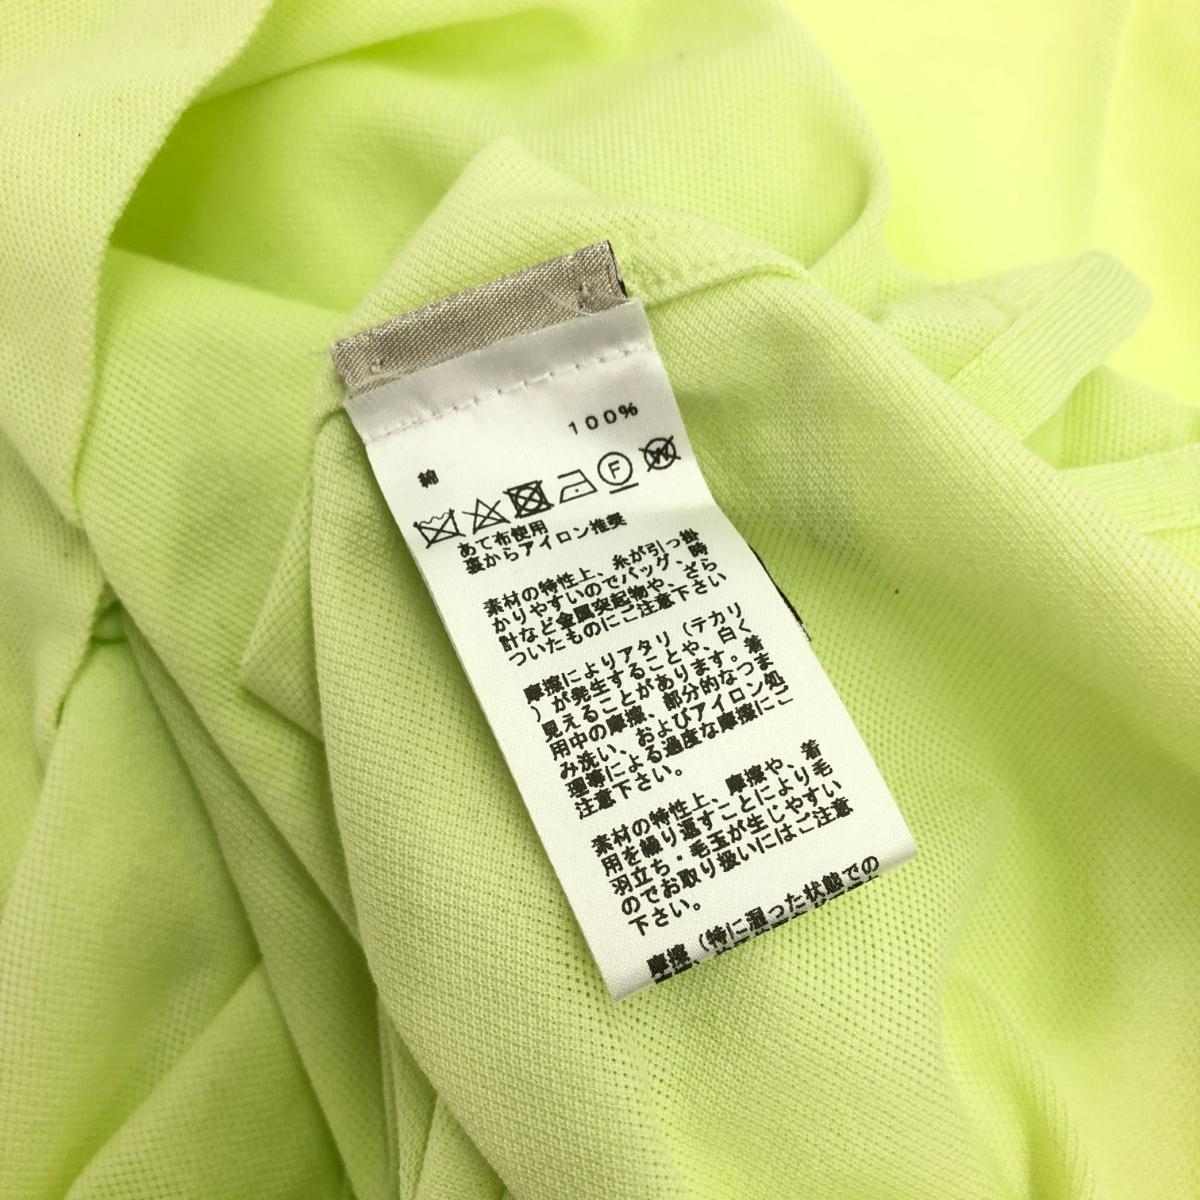 100%
綿
F
W
あて布使用
裏からアイロン推奨
素材の特性上、糸が引っ掛
かりやすいのでバッグ、時
計など金属突起物や、ざら
ついたものにご注意下さい
摩擦によりアタリ（テカリ
）が発生することや、白く
見えることがあります。着
用中の摩擦、部分的なつま
み洗い、およびアイロン処
理等による過度な摩擦にご
注意下さい。
素材の特性上、摩擦や、着
用を繰り返すことにより毛
羽立ち・毛玉が生じやすい
のでお取り扱いにはご注意
下さい。
摩擦（特に湿った状態での